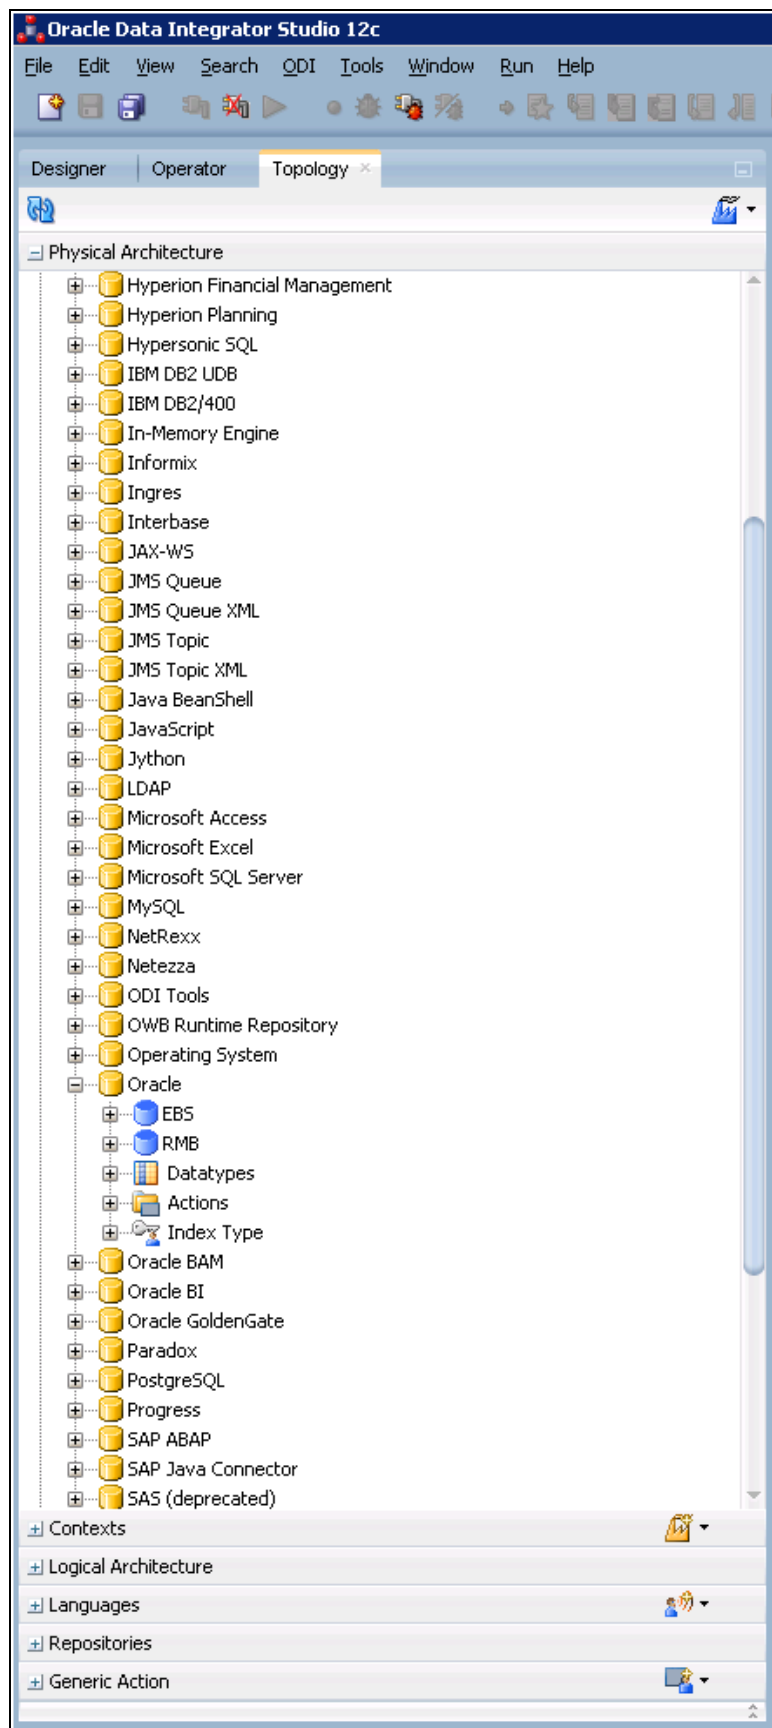 Oracle Data Integrator Studio 12c
File Edit View Search ODI Tools Window Run Help
Designer Operator Topology
Physical Architecture
Hyperion Financial Management
Hyperion Planning
Hypersonic SQL
IBM DB2 UDB
IBM DB2/400
In-Memory Engine
Informix
Ingres
Interbase
JAX-WS
JMS Queue
JMS Queue XML
JMS Topic
JMS Topic XML
Java BeanShell
JavaScript
Jython
LDAP
Microsoft Access
Microsoft Excel
Microsoft SQL Server
MySQL
NetRexx
Netezza
ODI Tools
OWB Runtime Repository
Operating System
Oracle
EBS
RMB
Datatypes
Actions
Index Type
Oracle BAM
Oracle BI
Oracle GoldenGate
Paradox
PostgreSQL
Progress
SAP ABAP
SAP Java Connector
SAS (deprecated)
Contexts
Logical Architecture
Languages
Repositories
Generic Action